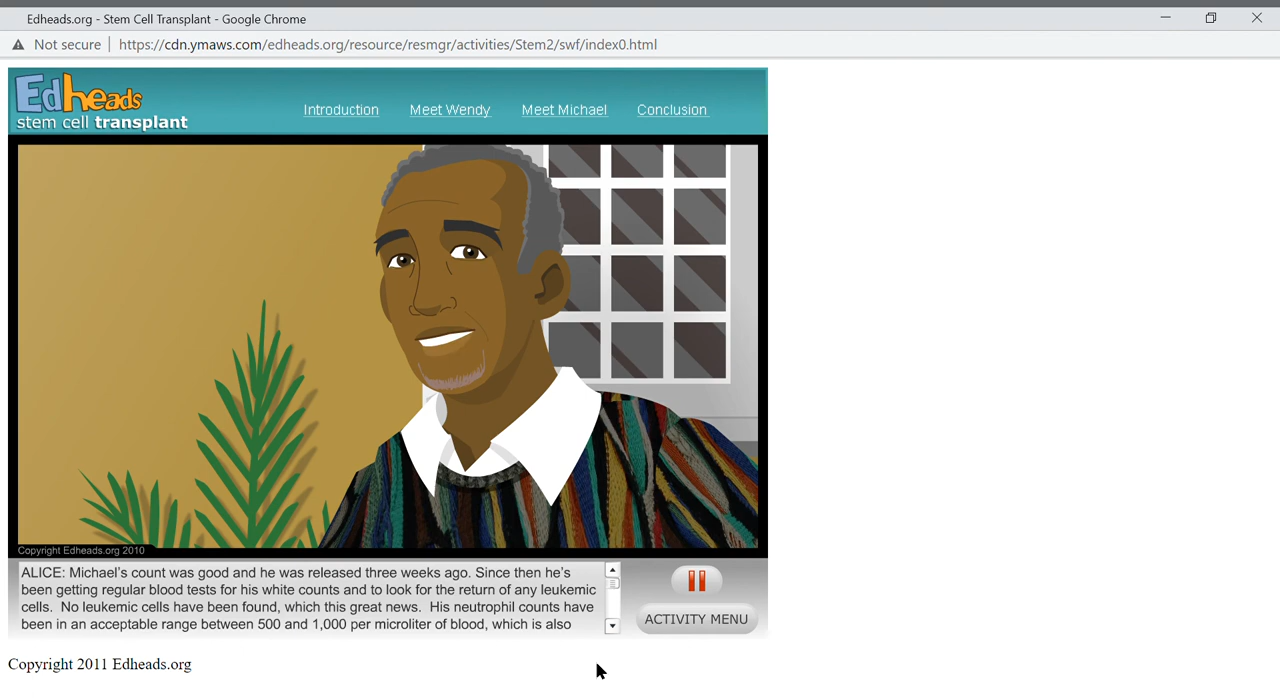 Edheads.org - Stem Cell Transplant - Google Chrome
Not secure | https://cdn.ymaws.com/edheads.org/resource/resmgr/activities/Stem2/swf/index0.html
Edheads
stem cell transplant
Introduction Meet Wendy Meet Michael Conclusion
Copyright Edheads.org 2010
ALICE: Michael's count was good and he was released three weeks ago. Since then he's
been getting regular blood tests for his white counts and to look for the return of any leukemic
cells. No leukemic cells have been found, which this great news. His neutrophil counts have
been in an acceptable range between 500 and 1,000 per microliter of blood, which is also
ACTIVITY MENU
Copyright 2011 Edheads.org